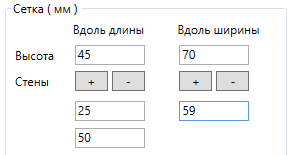 Сетка ( мм )
Вдоль длины Вдоль ширины
Высота 45 70
Стены + - + -
25 59
50